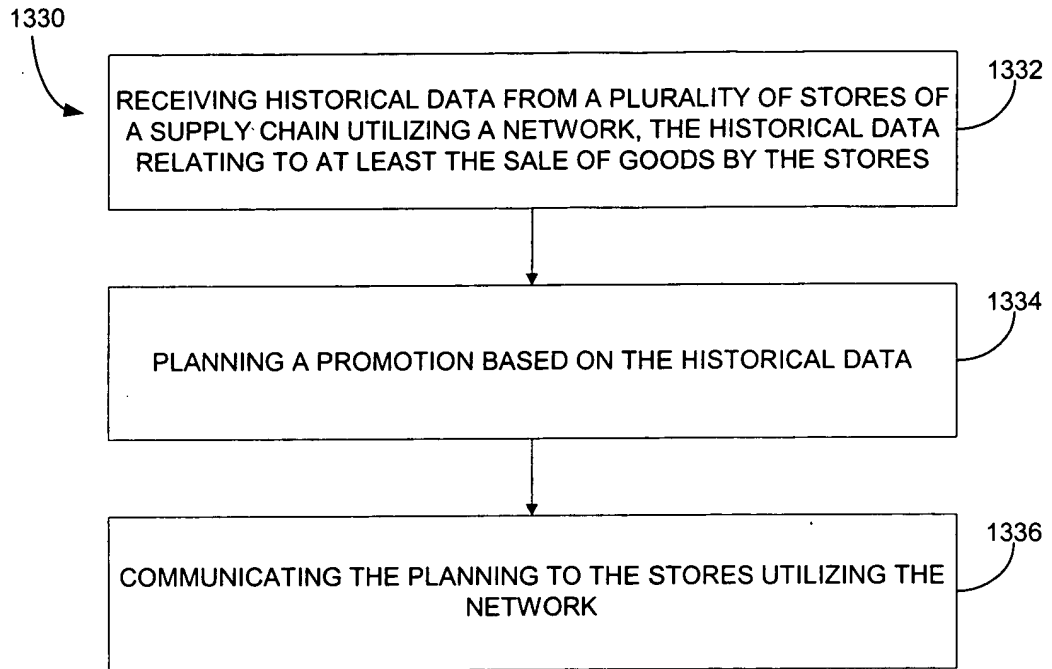 1330
1332
RECEIVING HISTORICAL DATA FROM A PLURALITY OF STORES OF
A SUPPLY CHAIN UTILIZING A NETWORK, THE HISTORICAL DATA
RELATING TO AT LEAST THE SALE OF GOODS BY THE STORES
1334
PLANNING A PROMOTION BASED ON THE HISTORICAL DATA
1336
COMMUNICATING THE PLANNING TO THE STORES UTILIZING THE
NETWORK